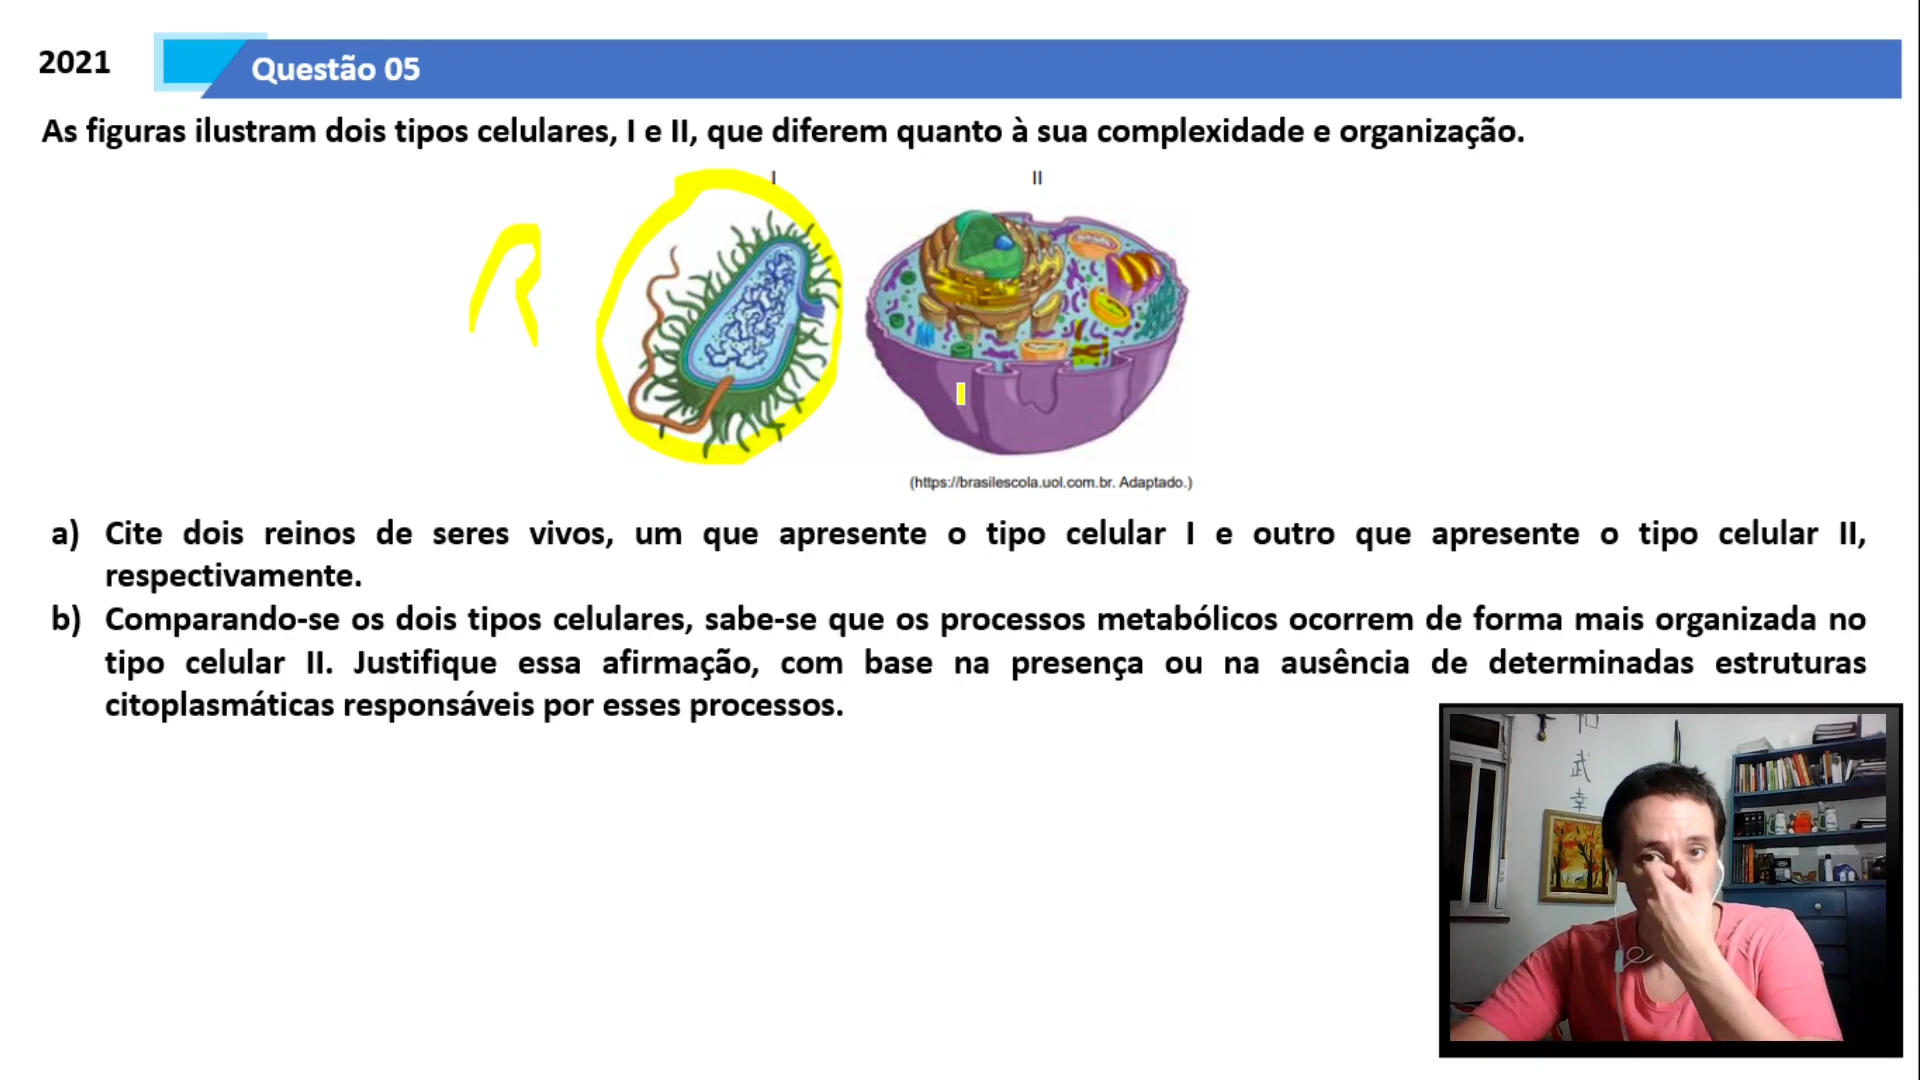 2021
Questão 05
As figuras ilustram dois tipos celulares, I e II, que diferem quanto à sua complexidade e organização.
I
II
(https://brasilescola.uol.com.br. Adaptado.)
a) Cite dois reinos de seres vivos, um que apresente o tipo celular I e outro que apresente o tipo celular II,
respectivamente.
b) Comparando-se os dois tipos celulares, sabe-se que os processos metabólicos ocorrem de forma mais organizada no
tipo celular II. Justifique essa afirmação, com base na presença ou na ausência de determinadas estruturas
citoplasmáticas responsáveis por esses processos.
武
幸